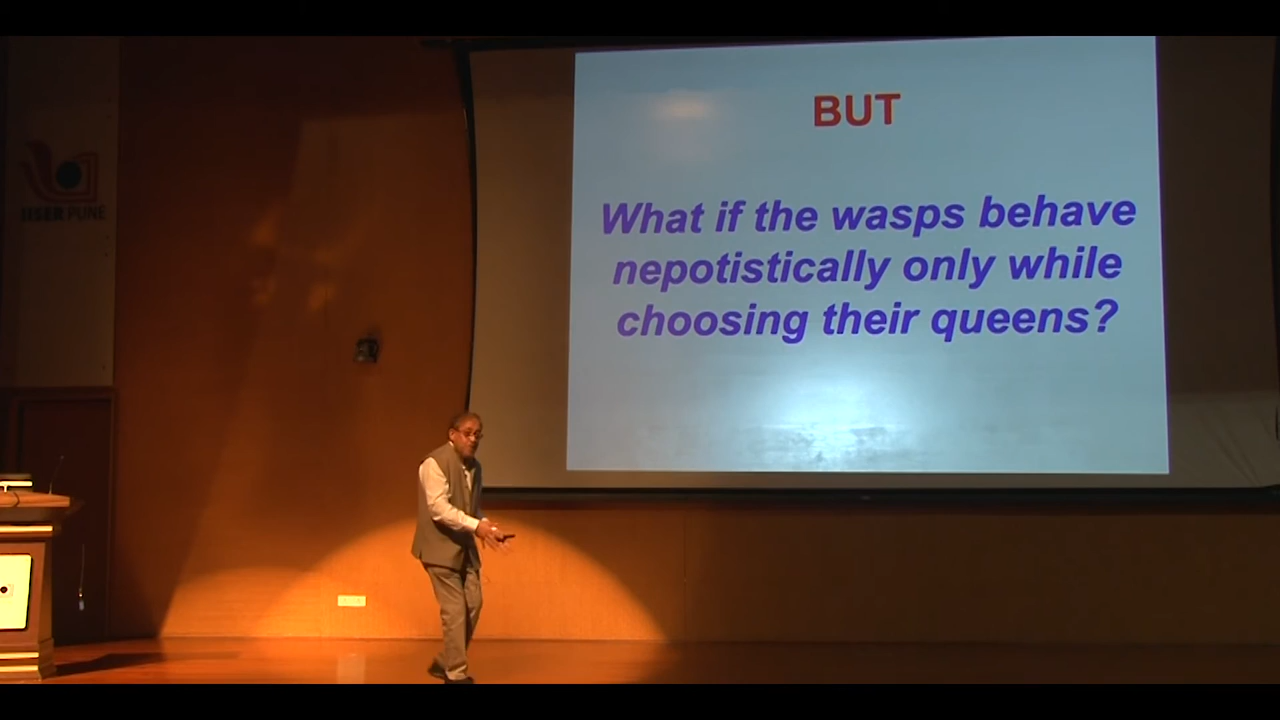 BUT
What if the wasps behave
nepotistically only while
choosing their queens?
IISER PUNE